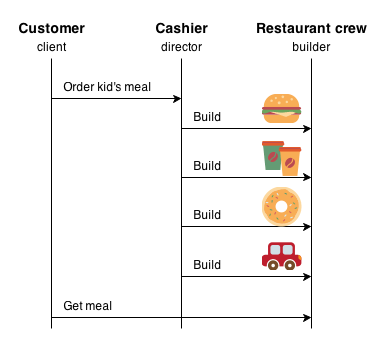 Customer
client
Cashier
director
Restaurant crew
builder
Order kid's meal
Build
Build
Build
Build
Get meal